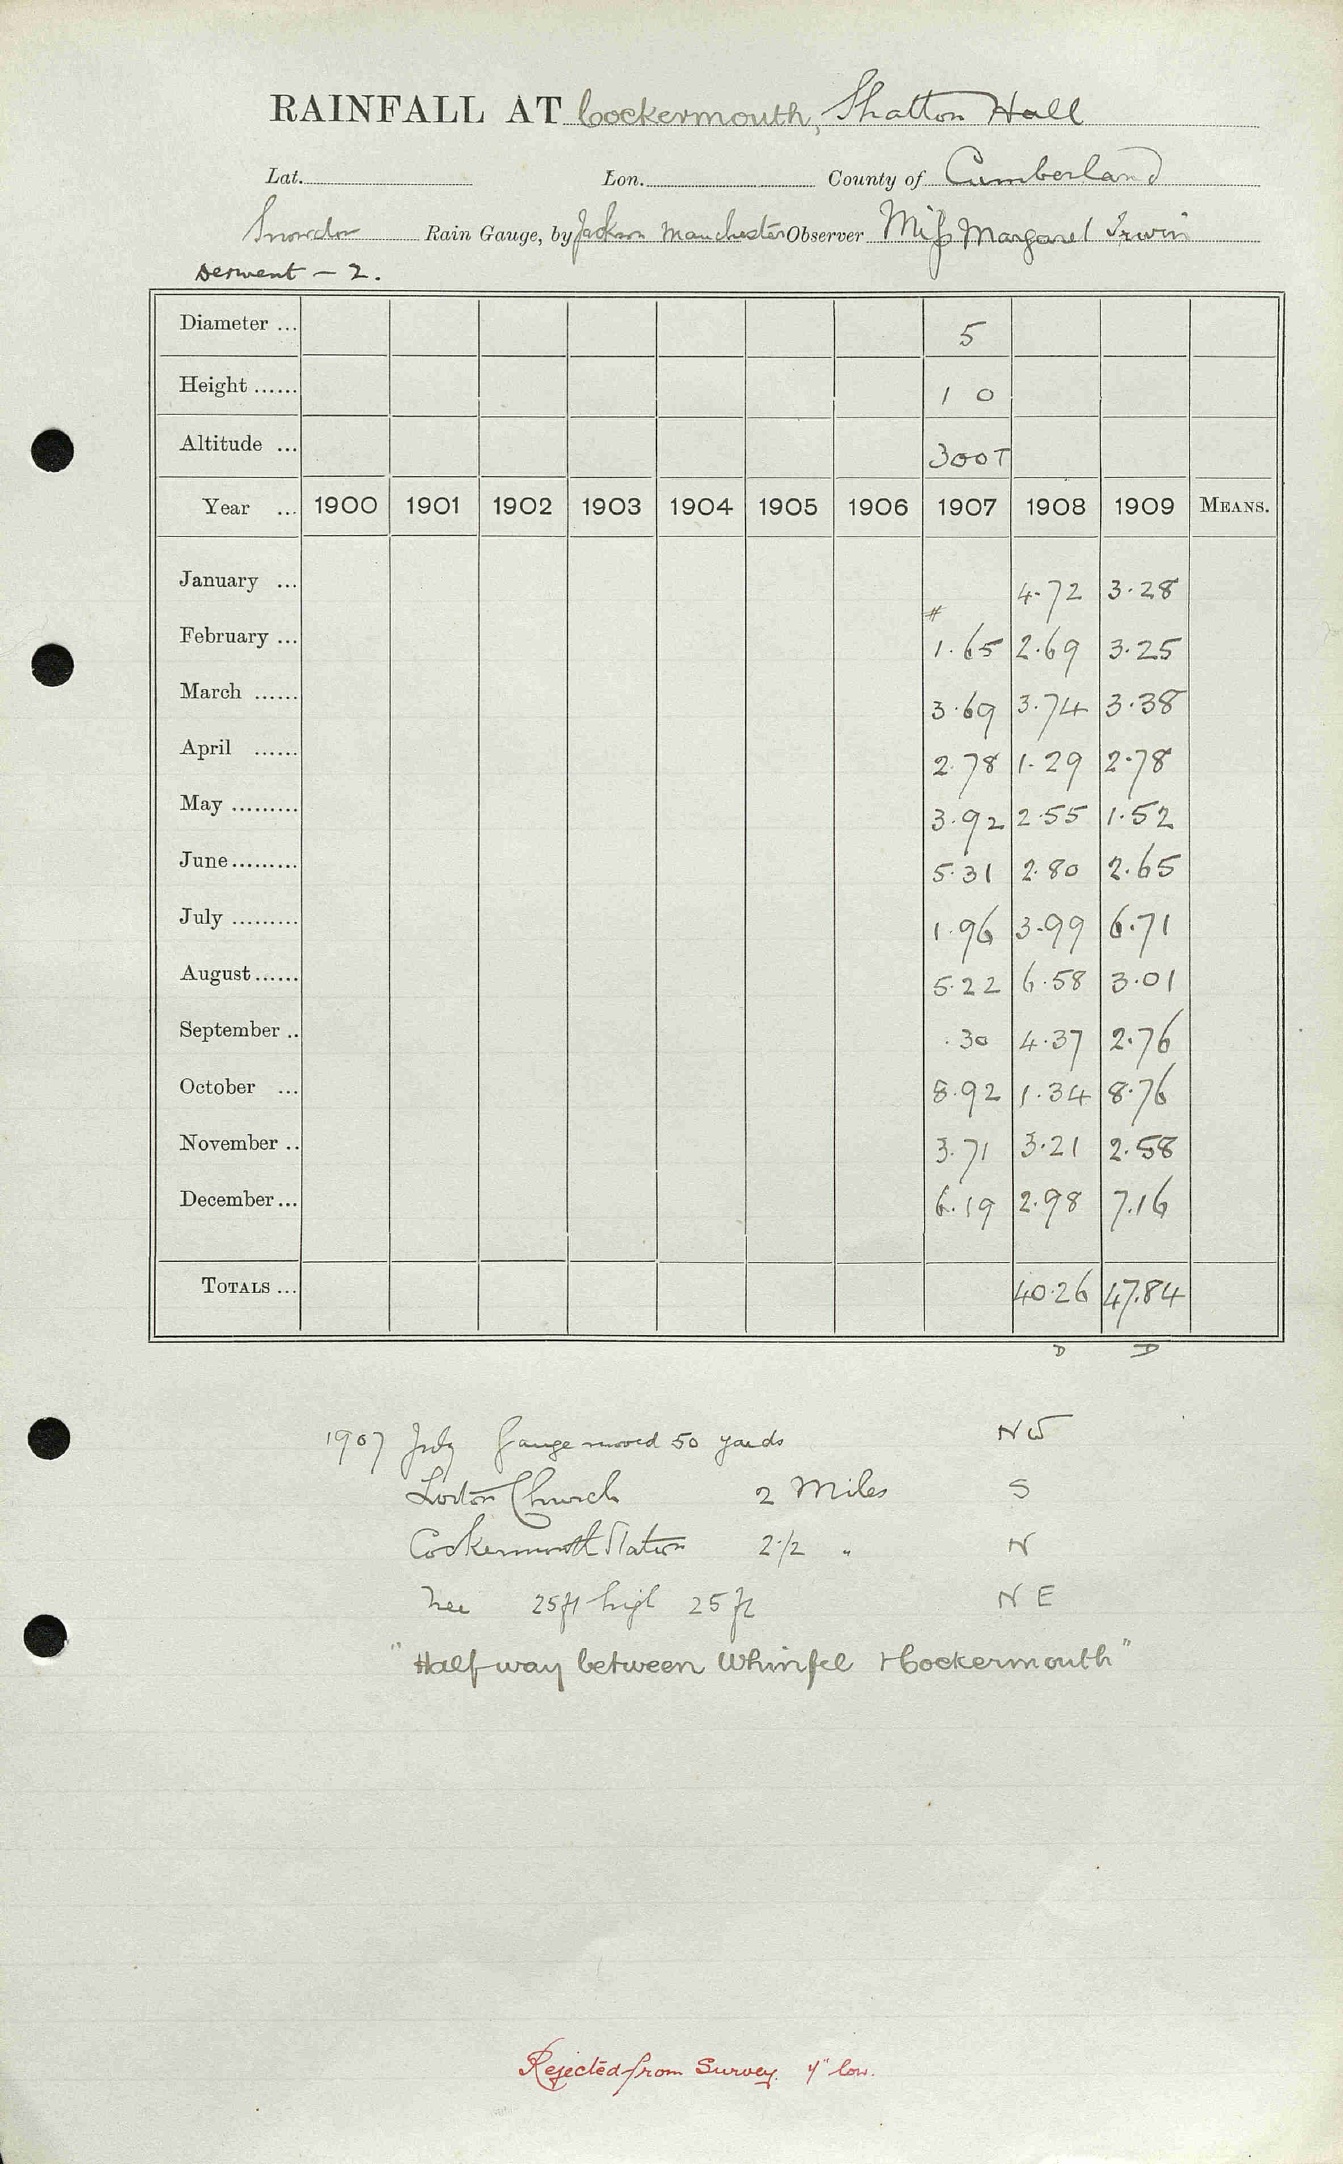 RAINFALL AT Cockermouth, Shatton Hall
Lat. Lon. County of Cumberland
Snowdon Rain Gauge, by Jackson Manchester Observer Miss Margaret Irwin
Derwent - 2.
Diameter ... 5
Height ...... 1 0
Altitude ... 300T
Year ... 1900 1901 1902 1903 1904 1905 1906 1907 1908 1909 MEANS.
January ... 4.72 3.28
#
February ... 1.65 2.69 3.25
March ...... 3.69 3.74 3.38
April ...... 2.78 1.29 2.78
May ......... 3.92 2.55 1.52
June ......... 5.31 2.80 2.65
July ......... 1.96 3.99 6.71
August ...... 5.22 6.58 3.01
September .. .30 4.37 2.76
October ... 8.92 1.34 8.76
November .. 3.71 3.21 2.58
December ... 6.19 2.98 7.16
TOTALS ... 40.26 47.84
D D
1907 July Gauge moved 50 yards NW
Lorton Church 2 Miles S
Cockermouth Station 2 1/2 " N
Tree 25ft high 25 ft NE
"Half-way between Whinfel & Cockermouth"
Rejected from Survey. 4" low.